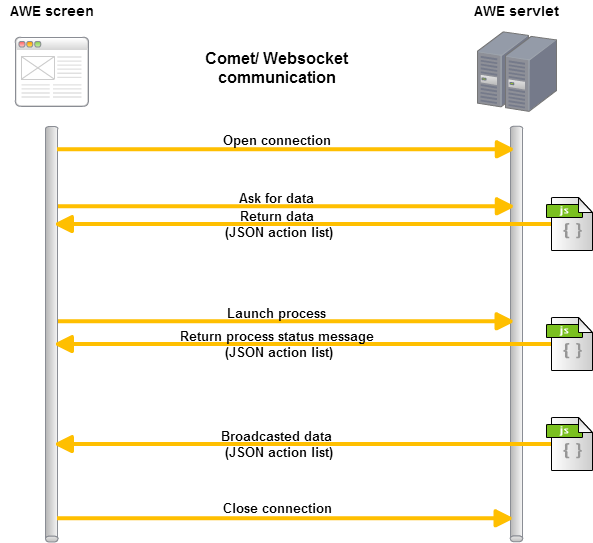 AWE screen
AWE servlet
Comet/ Websocket
communication
Open connection
Ask for data
Return data
(JSON action list)
js
{ }
Launch process
Return process status message
(JSON action list)
js
{ }
Broadcasted data
(JSON action list)
js
{ }
Close connection